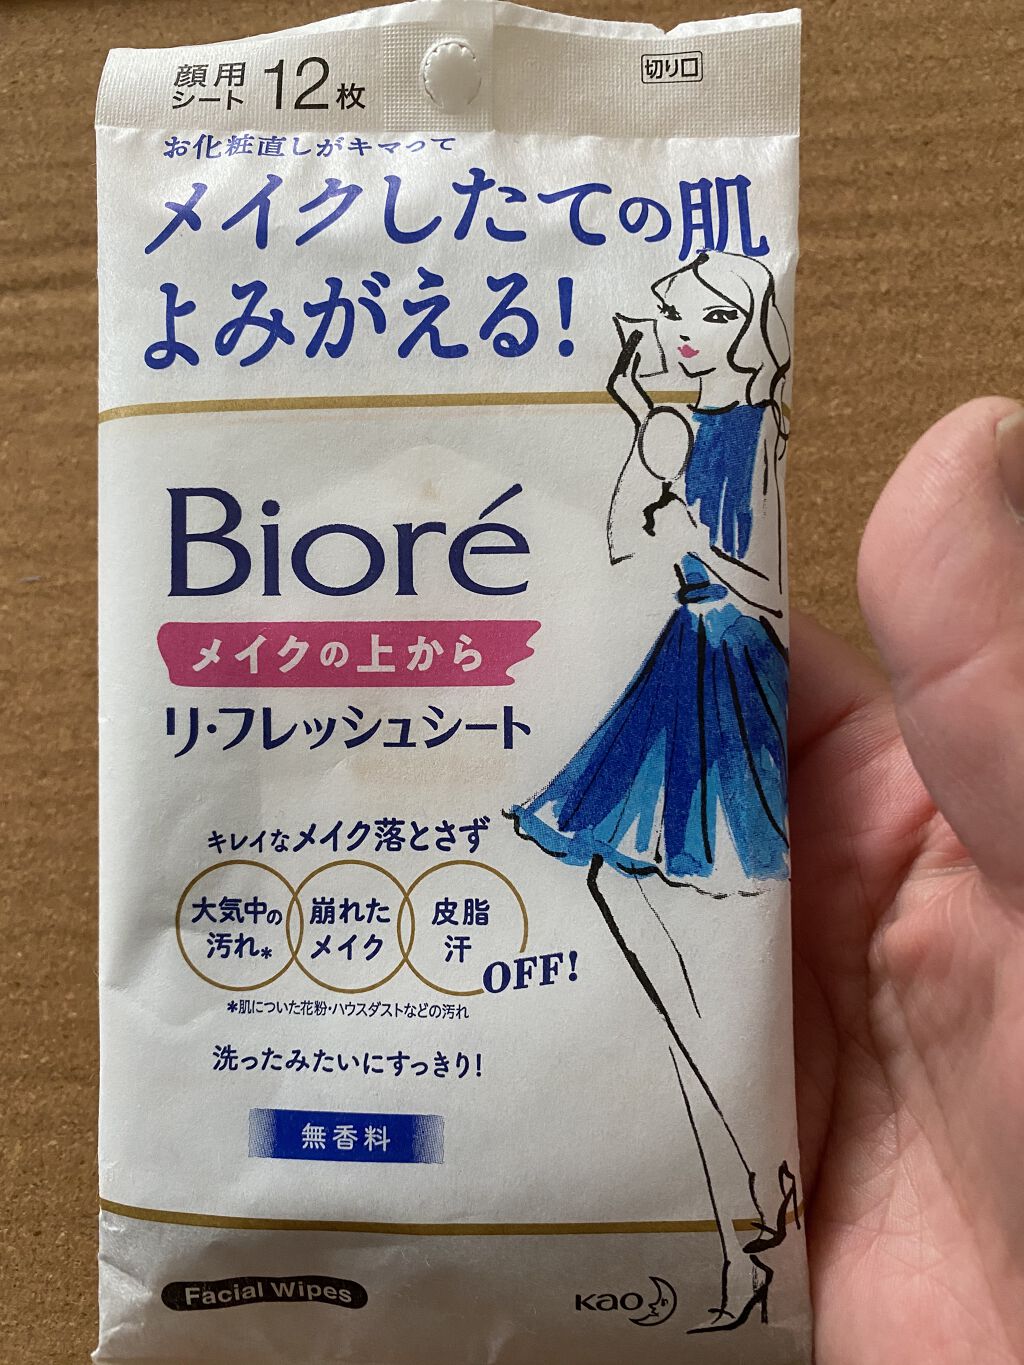 顔用
シート 12枚
切り口
お化粧直しがキマって
メイクしたての肌
よみがえる!
Bioré
メイクの上から
リ・フレッシュシート
キレイなメイク落とさず
大気中の
汚れ*
崩れた
メイク
皮脂
汗
OFF!
*肌についた花粉・ハウスダストなどの汚れ
洗ったみたいにすっきり!
無香料
Facial Wipes
Kao